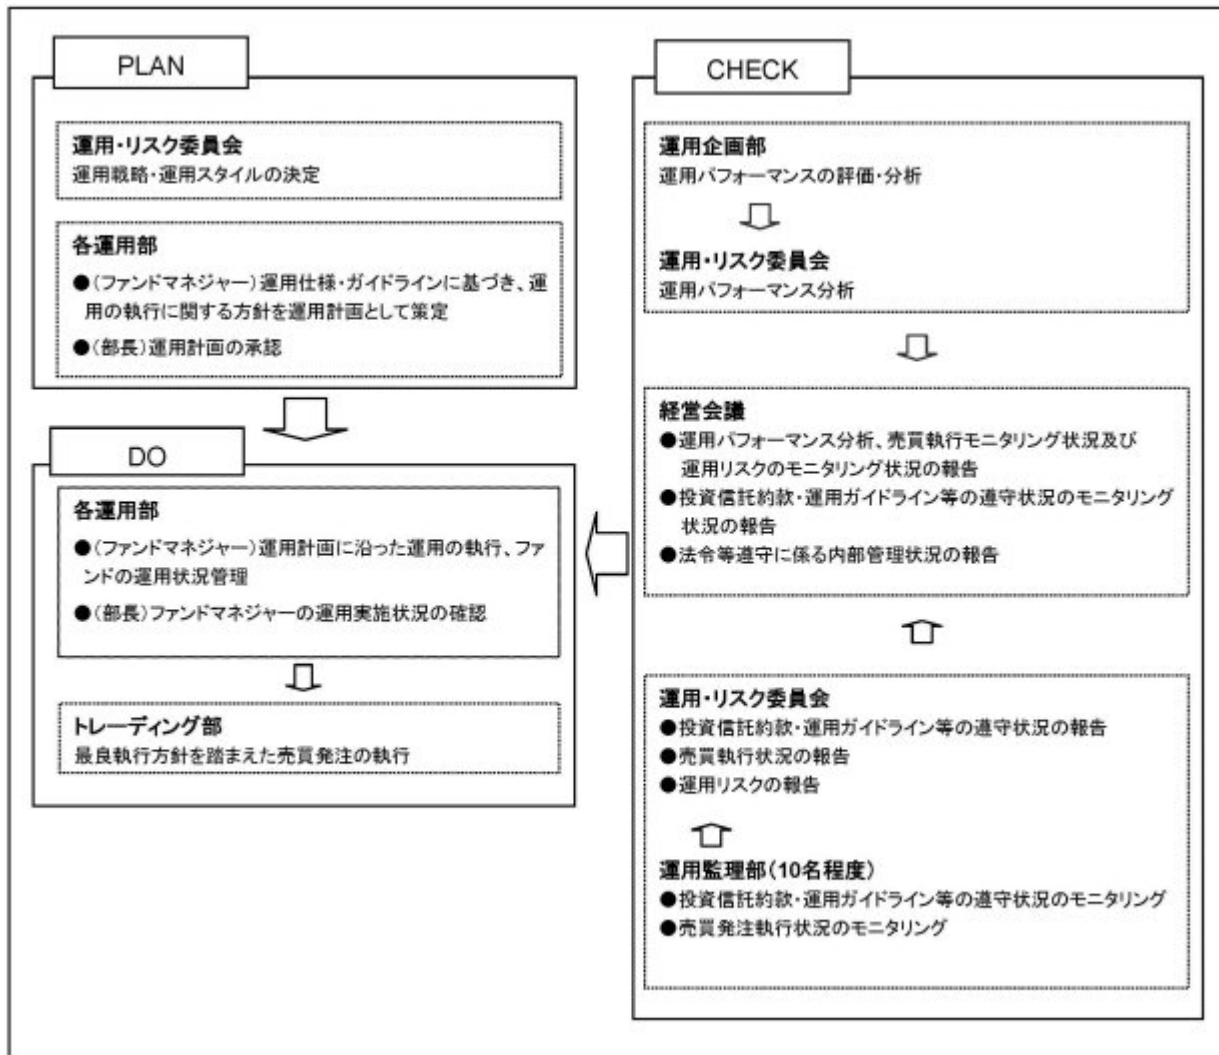 PLAN
運用・リスク委員会
運用戦略・運用スタイルの決定
各運用部
●(ファンドマネジャー)運用仕様・ガイドラインに基づき、運
用の執行に関する方針を運用計画として策定
●(部長)運用計画の承認
DO
各運用部
●(ファンドマネジャー)運用計画に沿った運用の執行、ファ
ンドの運用状況管理
●(部長)ファンドマネジャーの運用実施状況の確認
トレーディング部
最良執行方針を踏まえた売買発注の執行
CHECK
運用企画部
運用パフォーマンスの評価・分析
運用・リスク委員会
運用パフォーマンス分析
経営会議
●運用パフォーマンス分析、売買執行モニタリング状況及び
運用リスクのモニタリング状況の報告
●投資信託約款・運用ガイドライン等の遵守状況のモニタリング
状況の報告
●法令等遵守に係る内部管理状況の報告
運用・リスク委員会
●投資信託約款・運用ガイドライン等の遵守状況の報告
●売買執行状況の報告
●運用リスクの報告
運用監理部(10名程度)
●投資信託約款・運用ガイドライン等の遵守状況のモニタリング
●売買発注執行状況のモニタリング